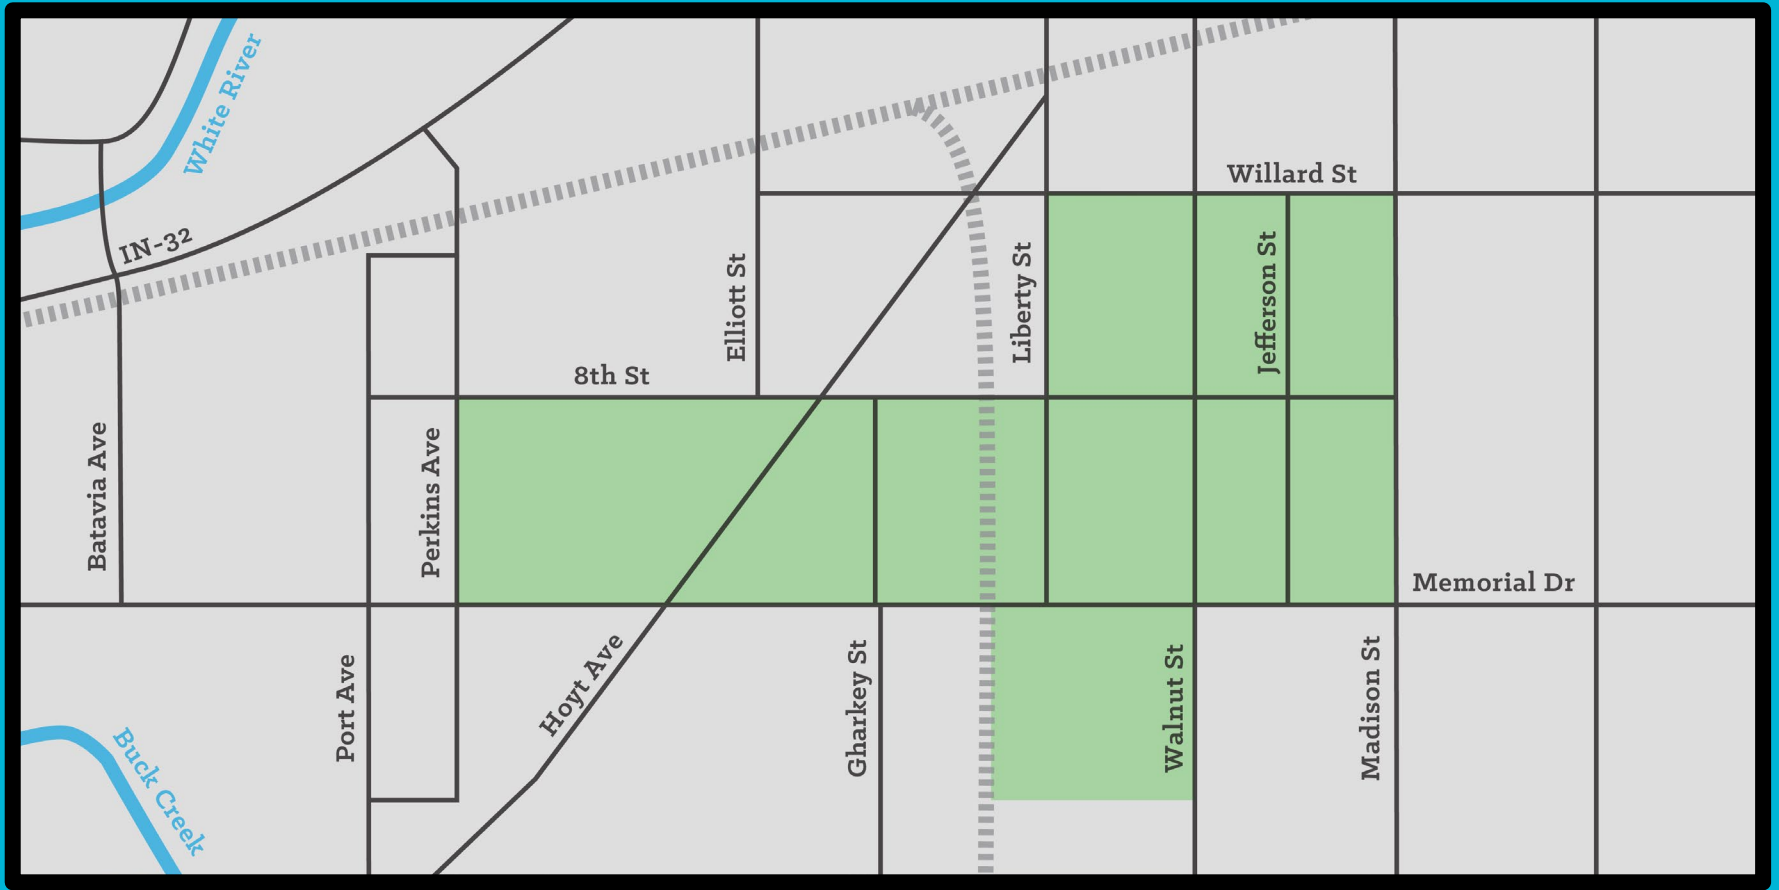 White River
Willard St
IN-32
Elliott St
Liberty St
Jefferson St
8th St
Batavia Ave
Perkins Ave
Memorial Dr
Port Ave
Hoyt Ave
Gharkey St
Walnut St
Madison St
Buck Creek